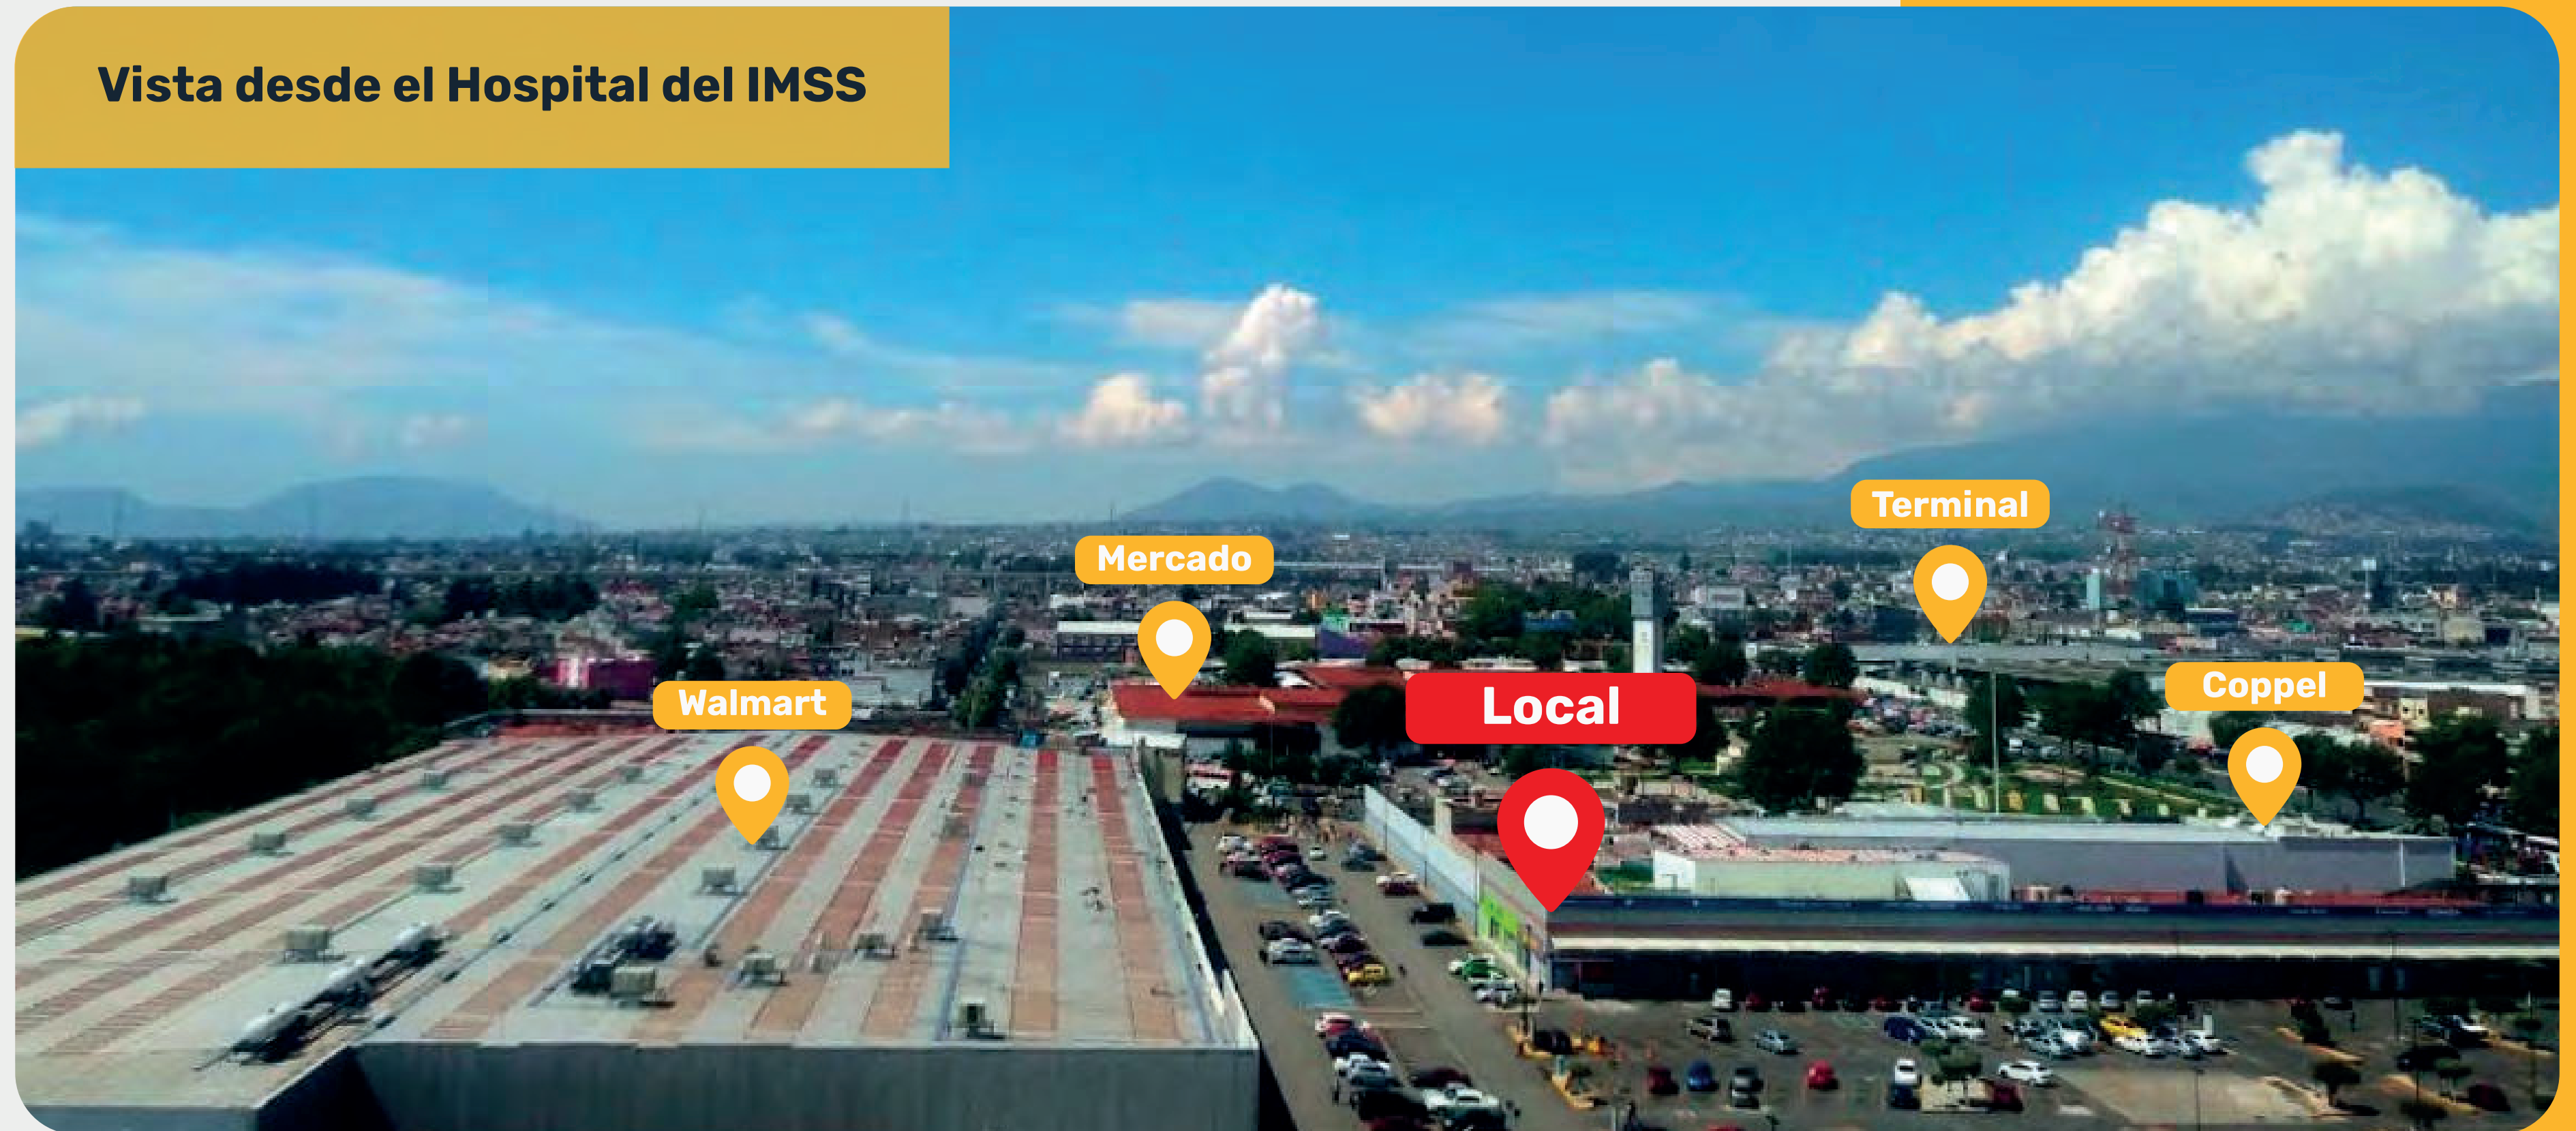 Vista desde el Hospital del IMSS
Terminal
Mercado
Coppel
Walmart
Local